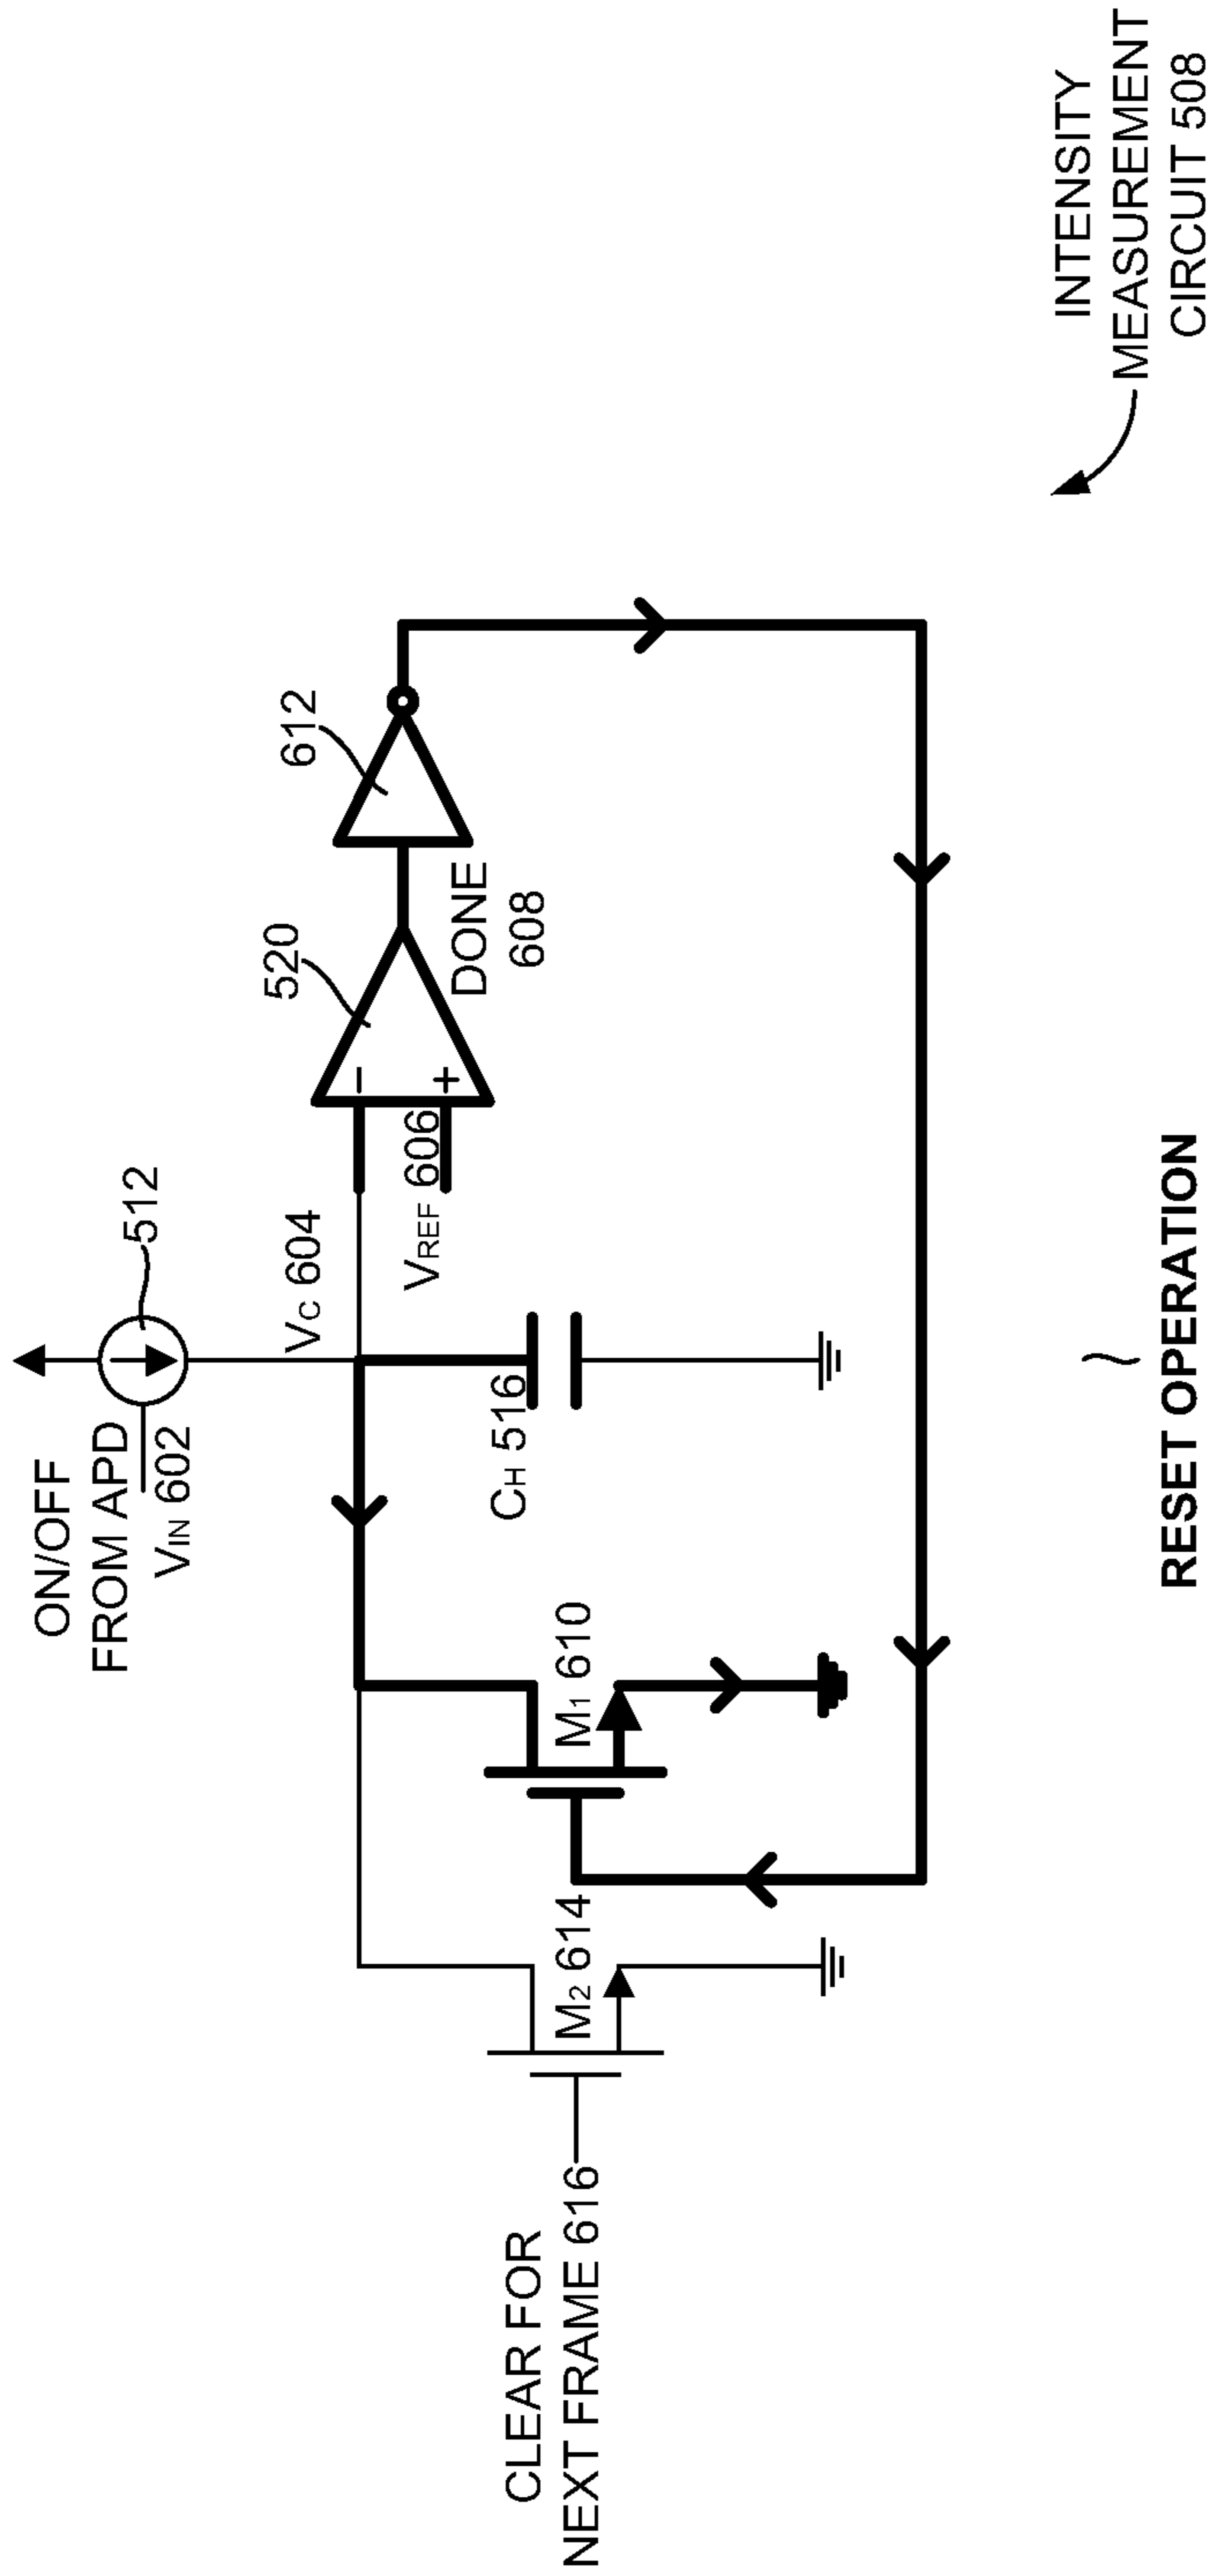 ON/OFF
FROM APD
VIN 602
512
VC 604
VREF 606
520
612
DONE
608
−
+
CH 516
M1 610
M2 614
CLEAR FOR
NEXT FRAME 616
INTENSITY
MEASUREMENT
CIRCUIT 508
RESET OPERATION